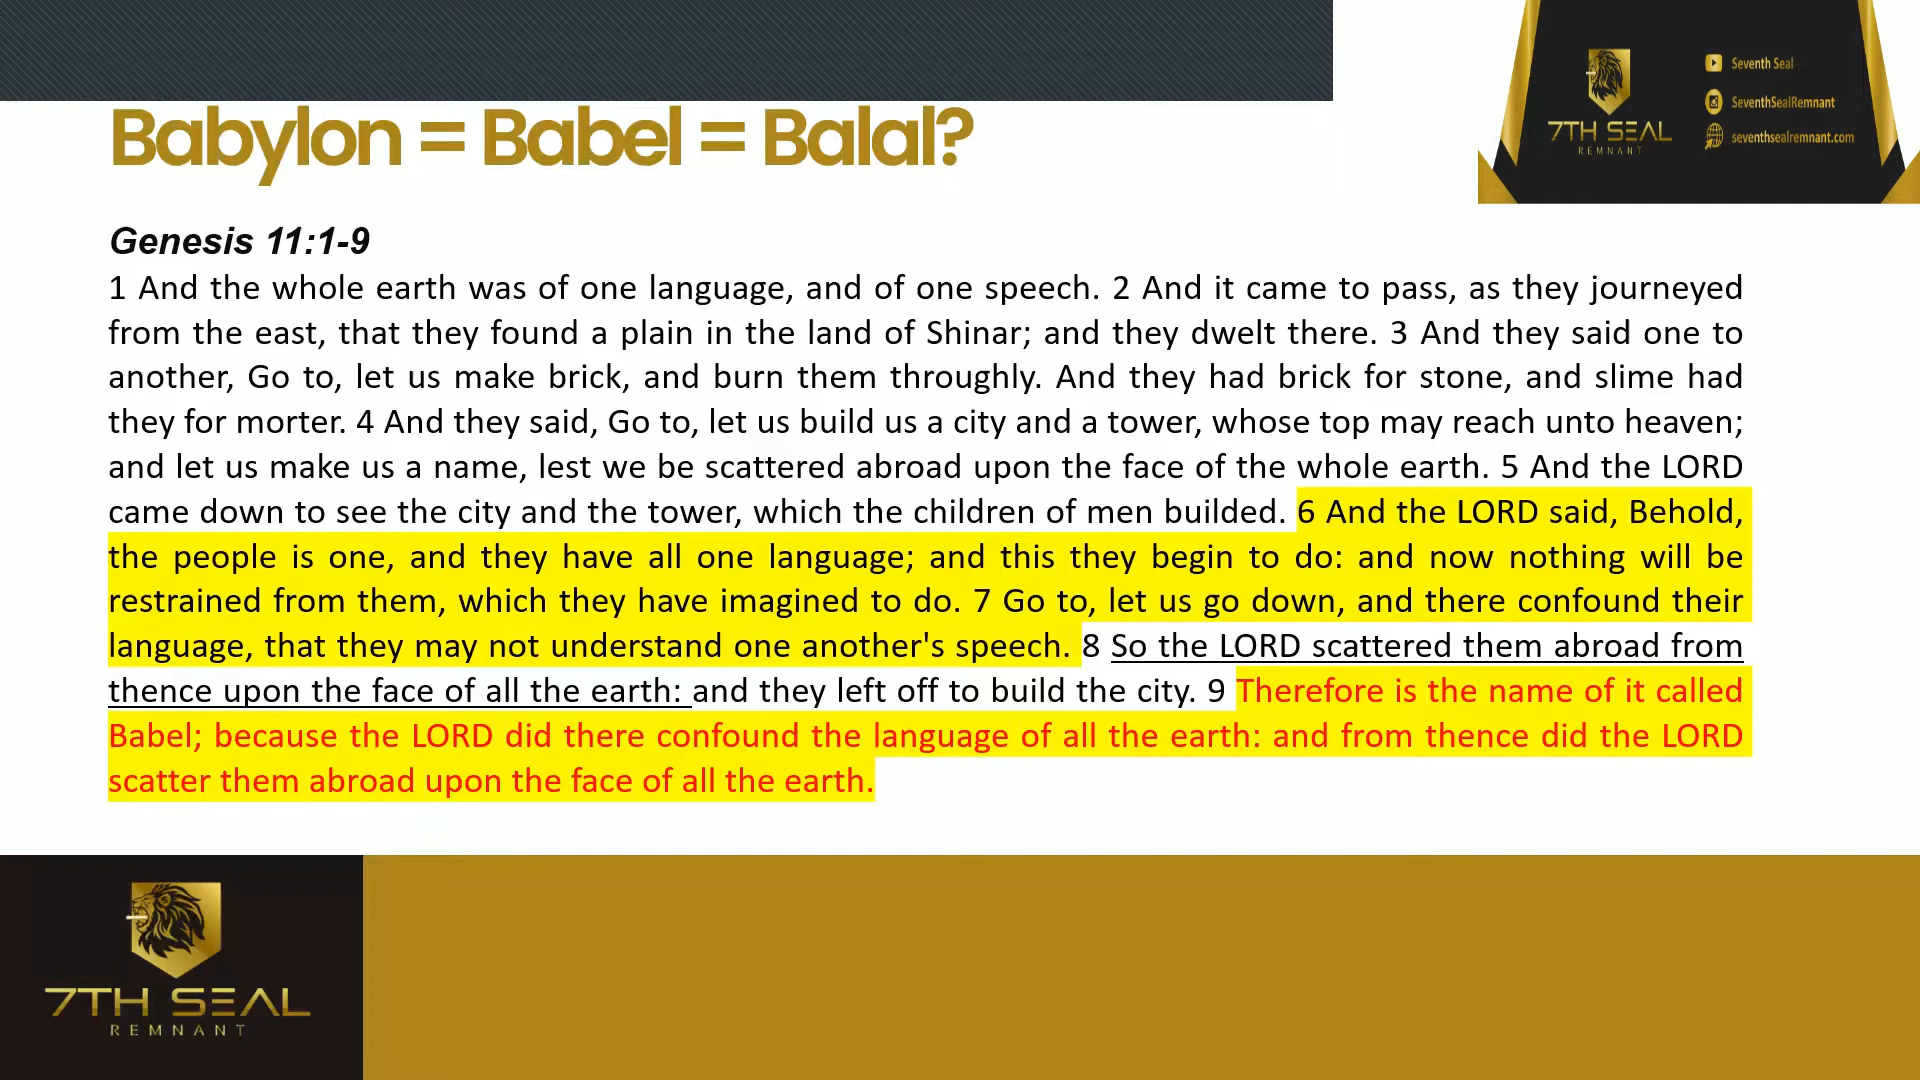 Babylon = Babel = Balal?
Seventh Seal
SeventhSealRemnant
seventhsealremnant.com
7TH SEAL
REMNANT
Genesis 11:1-9
1 And the whole earth was of one language, and of one speech. 2 And it came to pass, as they journeyed
from the east, that they found a plain in the land of Shinar; and they dwelt there. 3 And they said one to
another, Go to, let us make brick, and burn them throughly. And they had brick for stone, and slime had
they for morter. 4 And they said, Go to, let us build us a city and a tower, whose top may reach unto heaven;
and let us make us a name, lest we be scattered abroad upon the face of the whole earth. 5 And the LORD
came down to see the city and the tower, which the children of men builded. 6 And the LORD said, Behold,
the people is one, and they have all one language; and this they begin to do: and now nothing will be
restrained from them, which they have imagined to do. 7 Go to, let us go down, and there confound their
language, that they may not understand one another's speech. 8 So the LORD scattered them abroad from
thence upon the face of all the earth: and they left off to build the city. 9 Therefore is the name of it called
Babel; because the LORD did there confound the language of all the earth: and from thence did the LORD
scatter them abroad upon the face of all the earth.
7TH SEAL
REMNANT